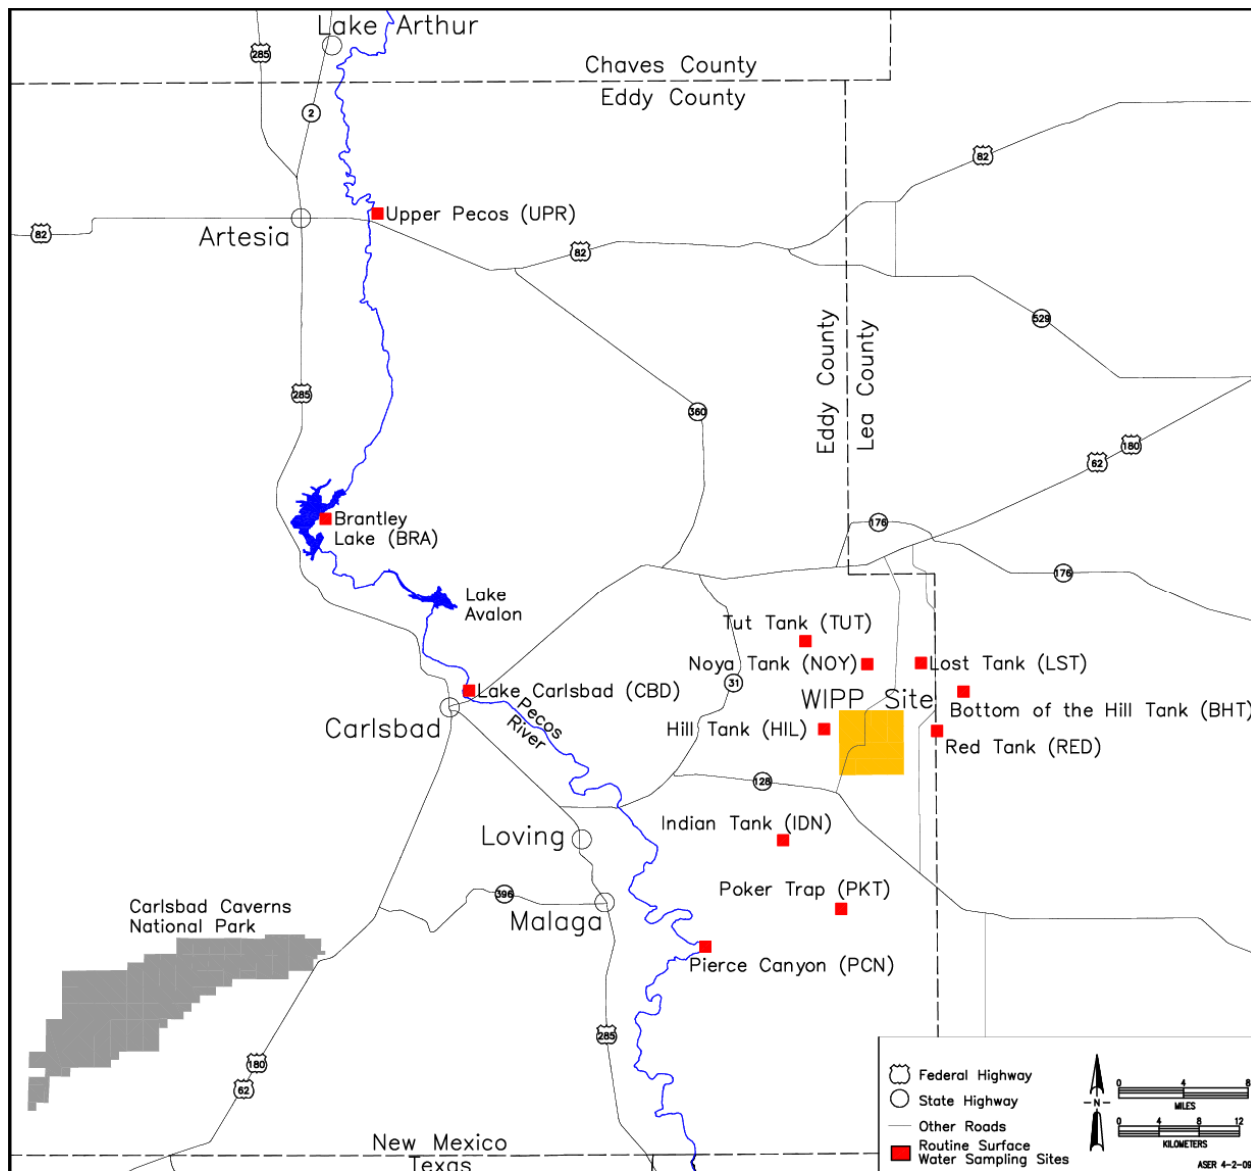 Lake Arthur
285
Chaves County
Eddy County
2
82
Upper Pecos (UPR)
Artesia
82
82
529
Eddy County
Lea County
285
360
180
62
Brantley
Lake (BRA)
176
176
Lake
Avalon
Tut Tank (TUT)
Noya Tank (NOY)
Lost Tank (LST)
31
Lake Carlsbad (CBD)
WIPP Site
Pecos
River
Carlsbad
Bottom of the Hill Tank (BHT)
Hill Tank (HIL)
Red Tank (RED)
128
Indian Tank (IDN)
Loving
Poker Trap (PKT)
396
Carlsbad Caverns
National Park
Malaga
Pierce Canyon (PCN)
285
180
62
Federal Highway
State Highway
Other Roads
Routine Surface
Water Sampling Sites
N
0 4 8
MILES
0 4 8 12
KILOMETERS
ASER 4-2-09
New Mexico
Texas